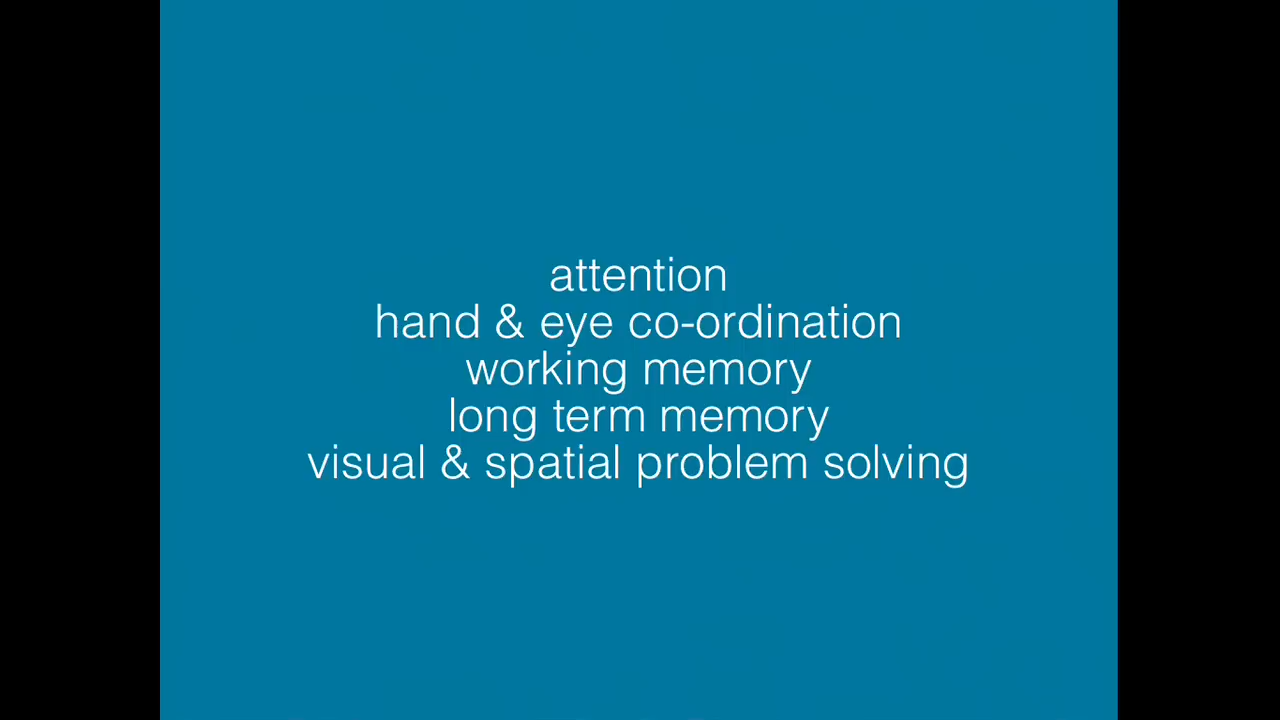 attention
hand & eye co-ordination
working memory
long term memory
visual & spatial problem solving